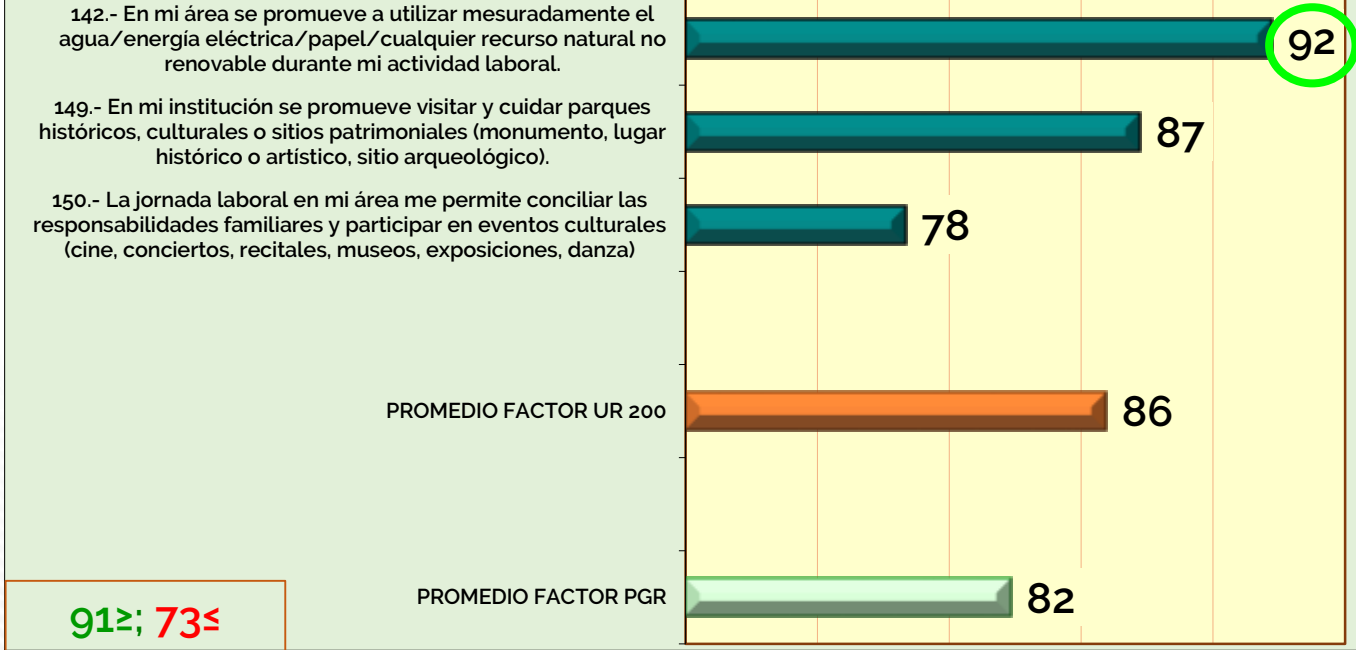 142.- En mi área se promueve a utilizar mesuradamente el
agua/energía eléctrica/papel/cualquier recurso natural no
renovable durante mi actividad laboral.
92
149.- En mi institución se promueve visitar y cuidar parques
históricos, culturales o sitios patrimoniales (monumento, lugar
histórico o artístico, sitio arqueológico).
87
150.- La jornada laboral en mi área me permite conciliar las
responsabilidades familiares y participar en eventos culturales
(cine, conciertos, recitales, museos, exposiciones, danza)
78
PROMEDIO FACTOR UR 200
86
PROMEDIO FACTOR PGR
82
91≥; 73≤